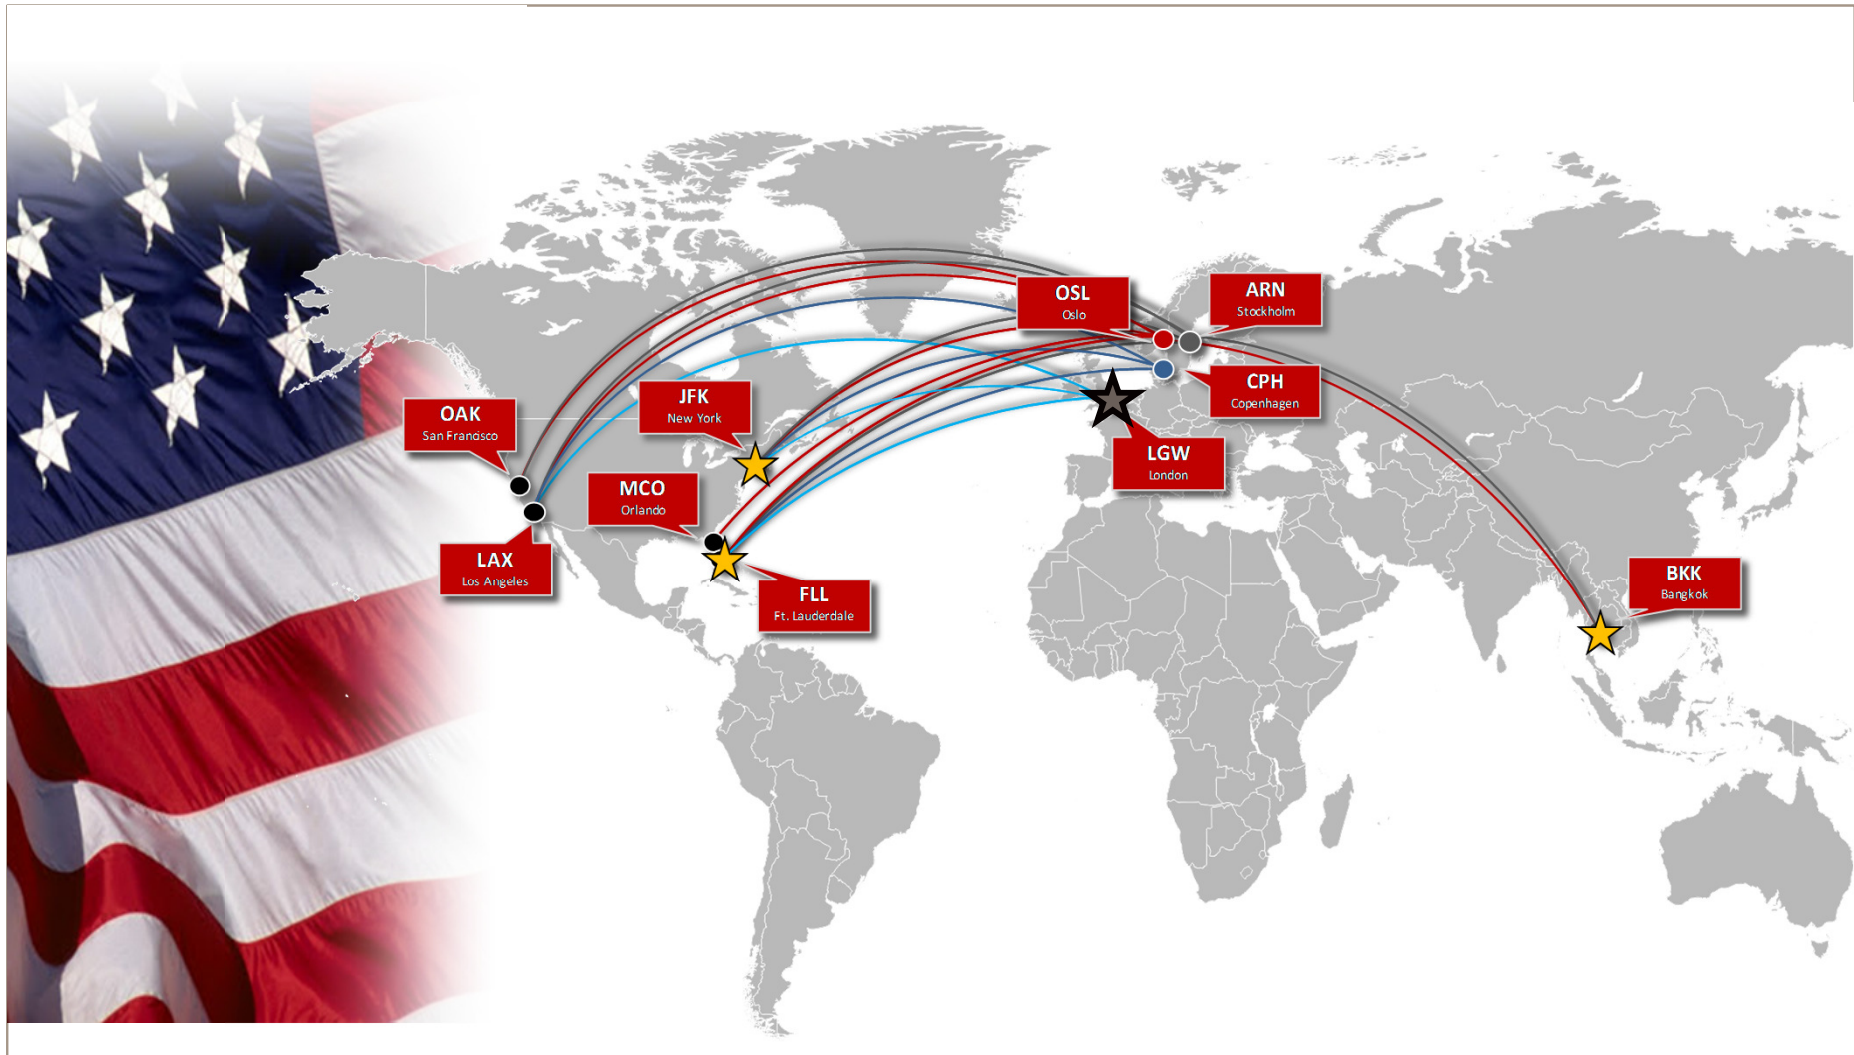 OSL
Oslo
ARN
Stockholm
JFK
New York
CPH
Copenhagen
OAK
San Francisco
LGW
London
MCO
Orlando
LAX
Los Angeles
FLL
Ft. Lauderdale
BKK
Bangkok